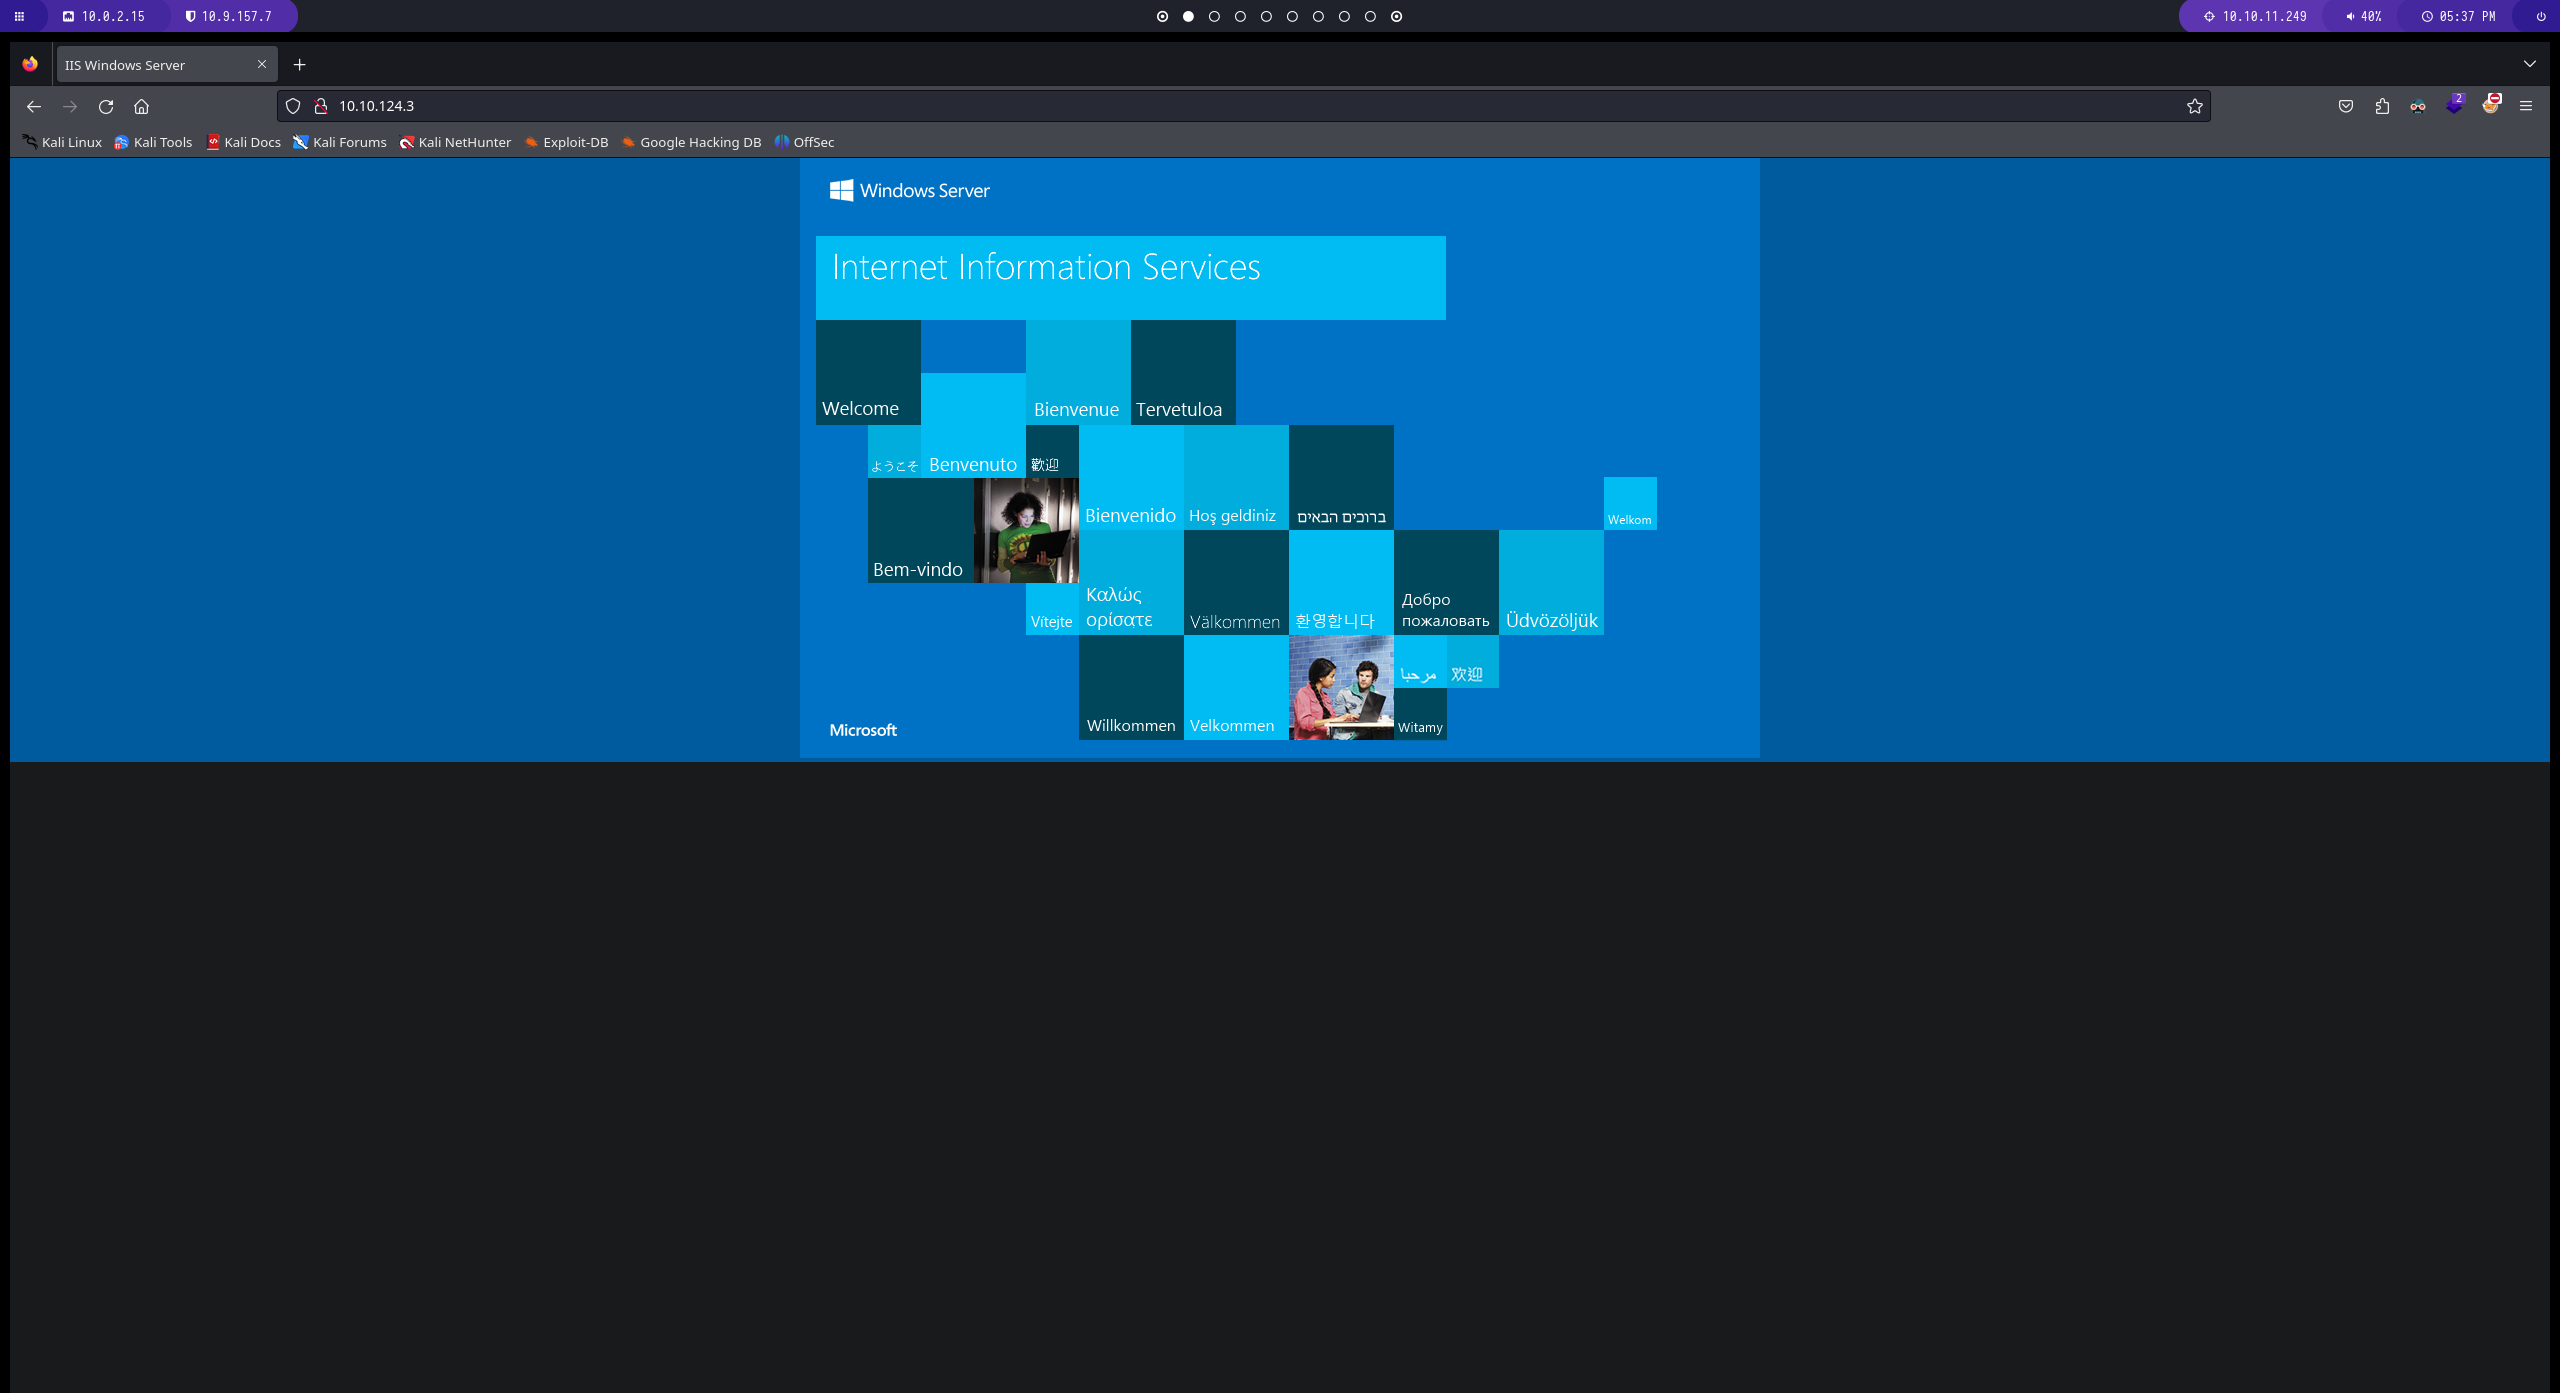 10.0.2.15
10.9.157.7
10.10.11.249
40%
05:37 PM
IIS Windows Server
10.10.124.3
2
Kali Linux
Kali Tools
Kali Docs
Kali Forums
Kali NetHunter
Exploit-DB
Google Hacking DB
OffSec
Windows Server
Internet Information Services
Welcome
Bienvenue
Tervetuloa
ようこそ
Benvenuto
歡迎
Bienvenido
Hoş geldiniz
ברוכים הבאים
Welkom
Bem-vindo
Vítejte
Καλώς
ορίσατε
Välkommen
환영합니다
Добро
пожаловать
Üdvözöljük
مرحبا
欢迎
Microsoft
Willkommen
Velkommen
Witamy